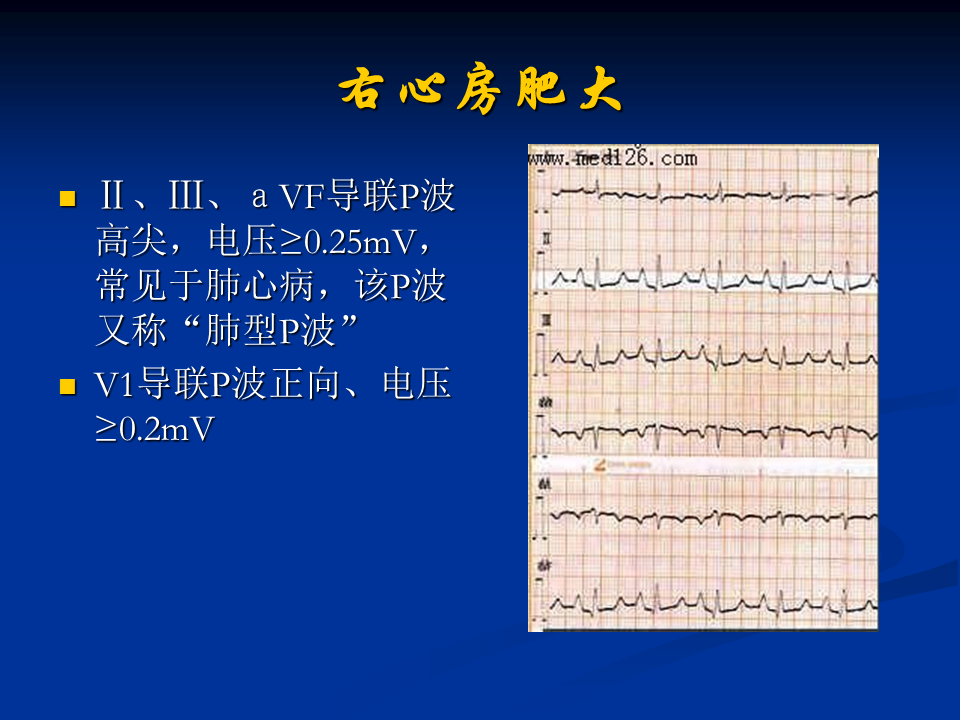 右心房肥大
Ⅱ、Ⅲ、ａVF导联P波
高尖，电压≥0.25mV，
常见于肺心病，该P波
又称“肺型P波”
V1导联P波正向、电压
≥0.2mV
www.med126.com
Ⅱ
Ⅲ